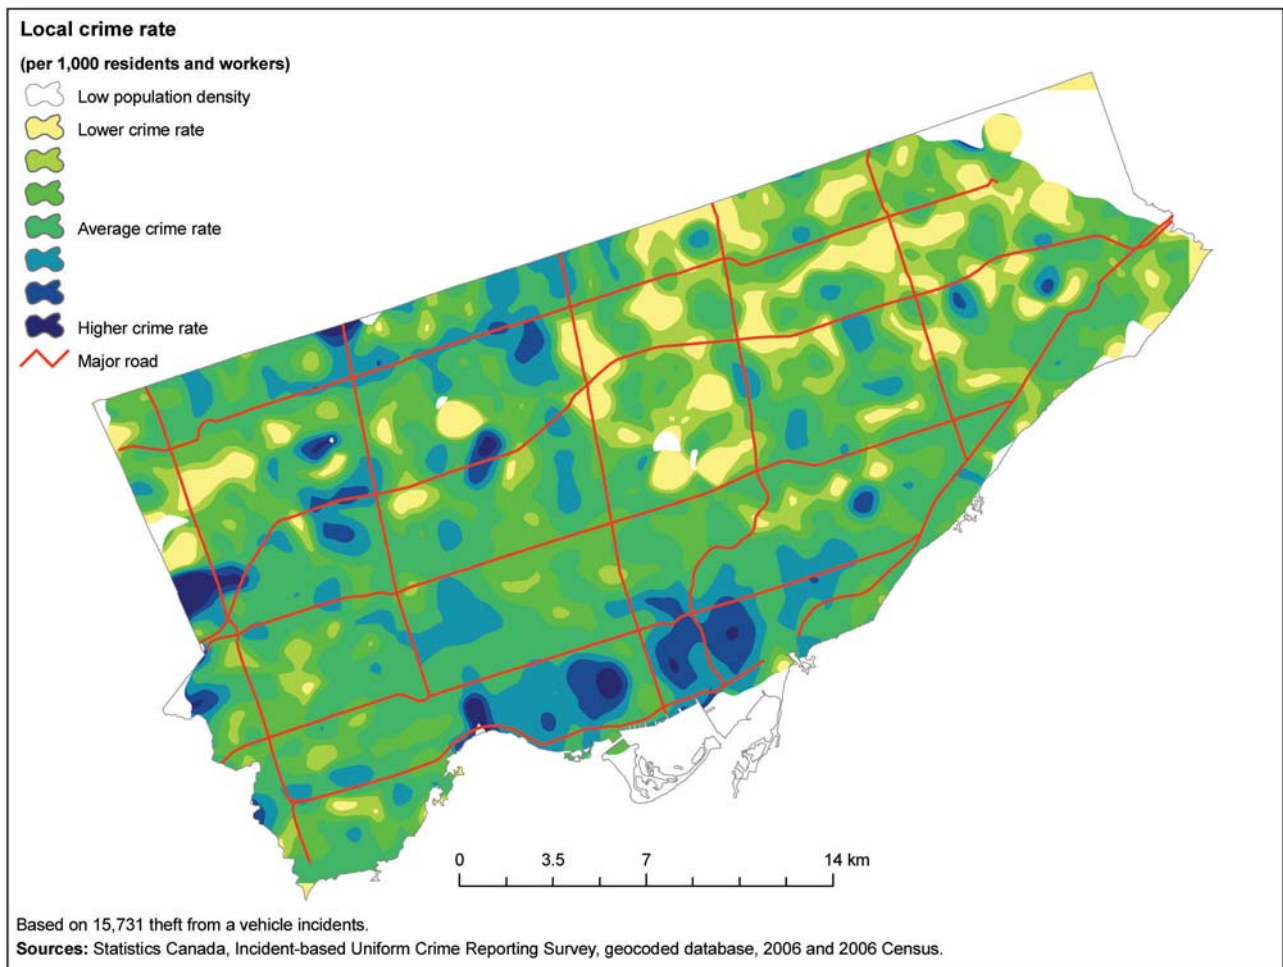 Local crime rate
(per 1,000 residents and workers)
Low population density
Lower crime rate
Average crime rate
Higher crime rate
Major road
0 3.5 7 14 km
Based on 15,731 theft from a vehicle incidents.
Sources: Statistics Canada, Incident-based Uniform Crime Reporting Survey, geocoded database, 2006 and 2006 Census.